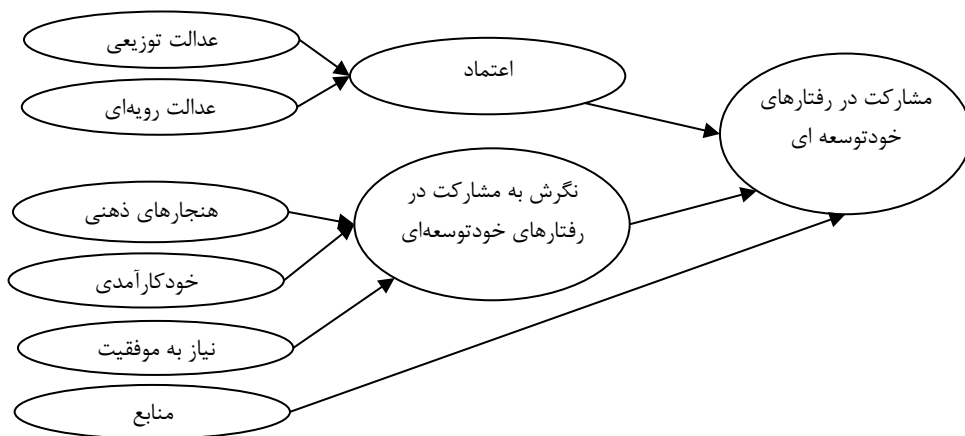 عدالت توزیعی
عدالت رویه‌ای
اعتماد
مشارکت در رفتارهای
خودتوسعه ای
هنجارهای ذهنی
خودکارآمدی
نیاز به موفقیت
منابع
نگرش به مشارکت در
رفتارهای خودتوسعه‌ای